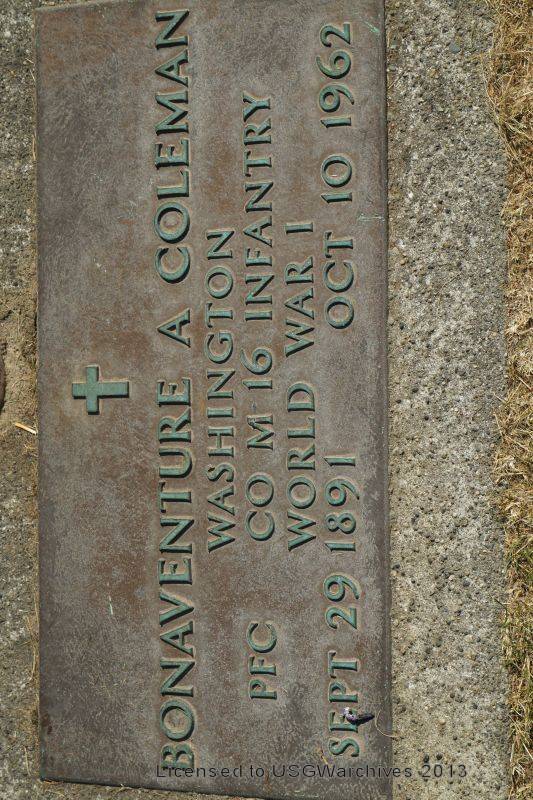 BONAVENTURE A COLEMAN
WASHINGTON
PFC CO M 16 INFANTRY
WORLD WAR I
SEPT 29 1891 OCT 10 1962
Licensed to USGWarchives 2013